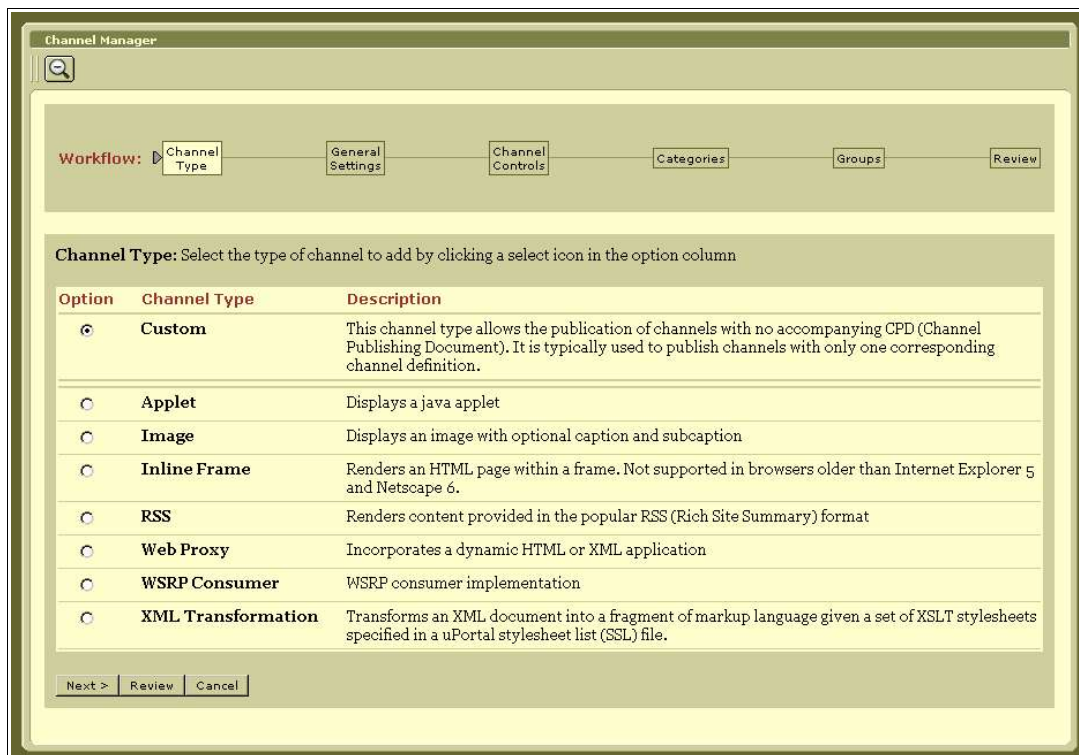 Channel Manager
Workflow:
Channel
Type
General
Settings
Channel
Controls
Categories
Groups
Review
Channel Type: Select the type of channel to add by clicking a select icon in the option column
Option Channel Type Description
Custom This channel type allows the publication of channels with no accompanying CPD (Channel
Publishing Document). It is typically used to publish channels with only one corresponding
channel definition.
Applet Displays a java applet
Image Displays an image with optional caption and subcaption
Inline Frame Renders an HTML page within a frame. Not supported in browsers older than Internet Explorer 5
and Netscape 6.
RSS Renders content provided in the popular RSS (Rich Site Summary) format
Web Proxy Incorporates a dynamic HTML or XML application
WSRP Consumer WSRP consumer implementation
XML Transformation Transforms an XML document into a fragment of markup language given a set of XSLT stylesheets
specified in a uPortal stylesheet list (SSL) file.
Next > Review Cancel